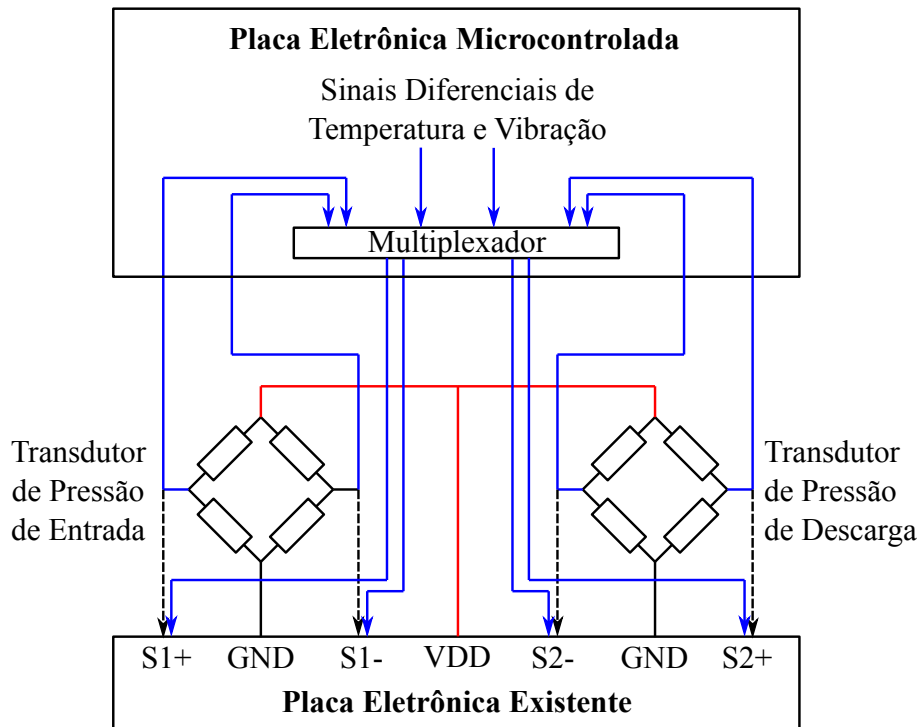 Placa Eletrônica Microcontrolada
Sinais Diferenciais de
Temperatura e Vibração
Multiplexador
Transdutor
de Pressão
de Entrada
Transdutor
de Pressão
de Descarga
S1+ GND S1- VDD S2- GND S2+
Placa Eletrônica Existente